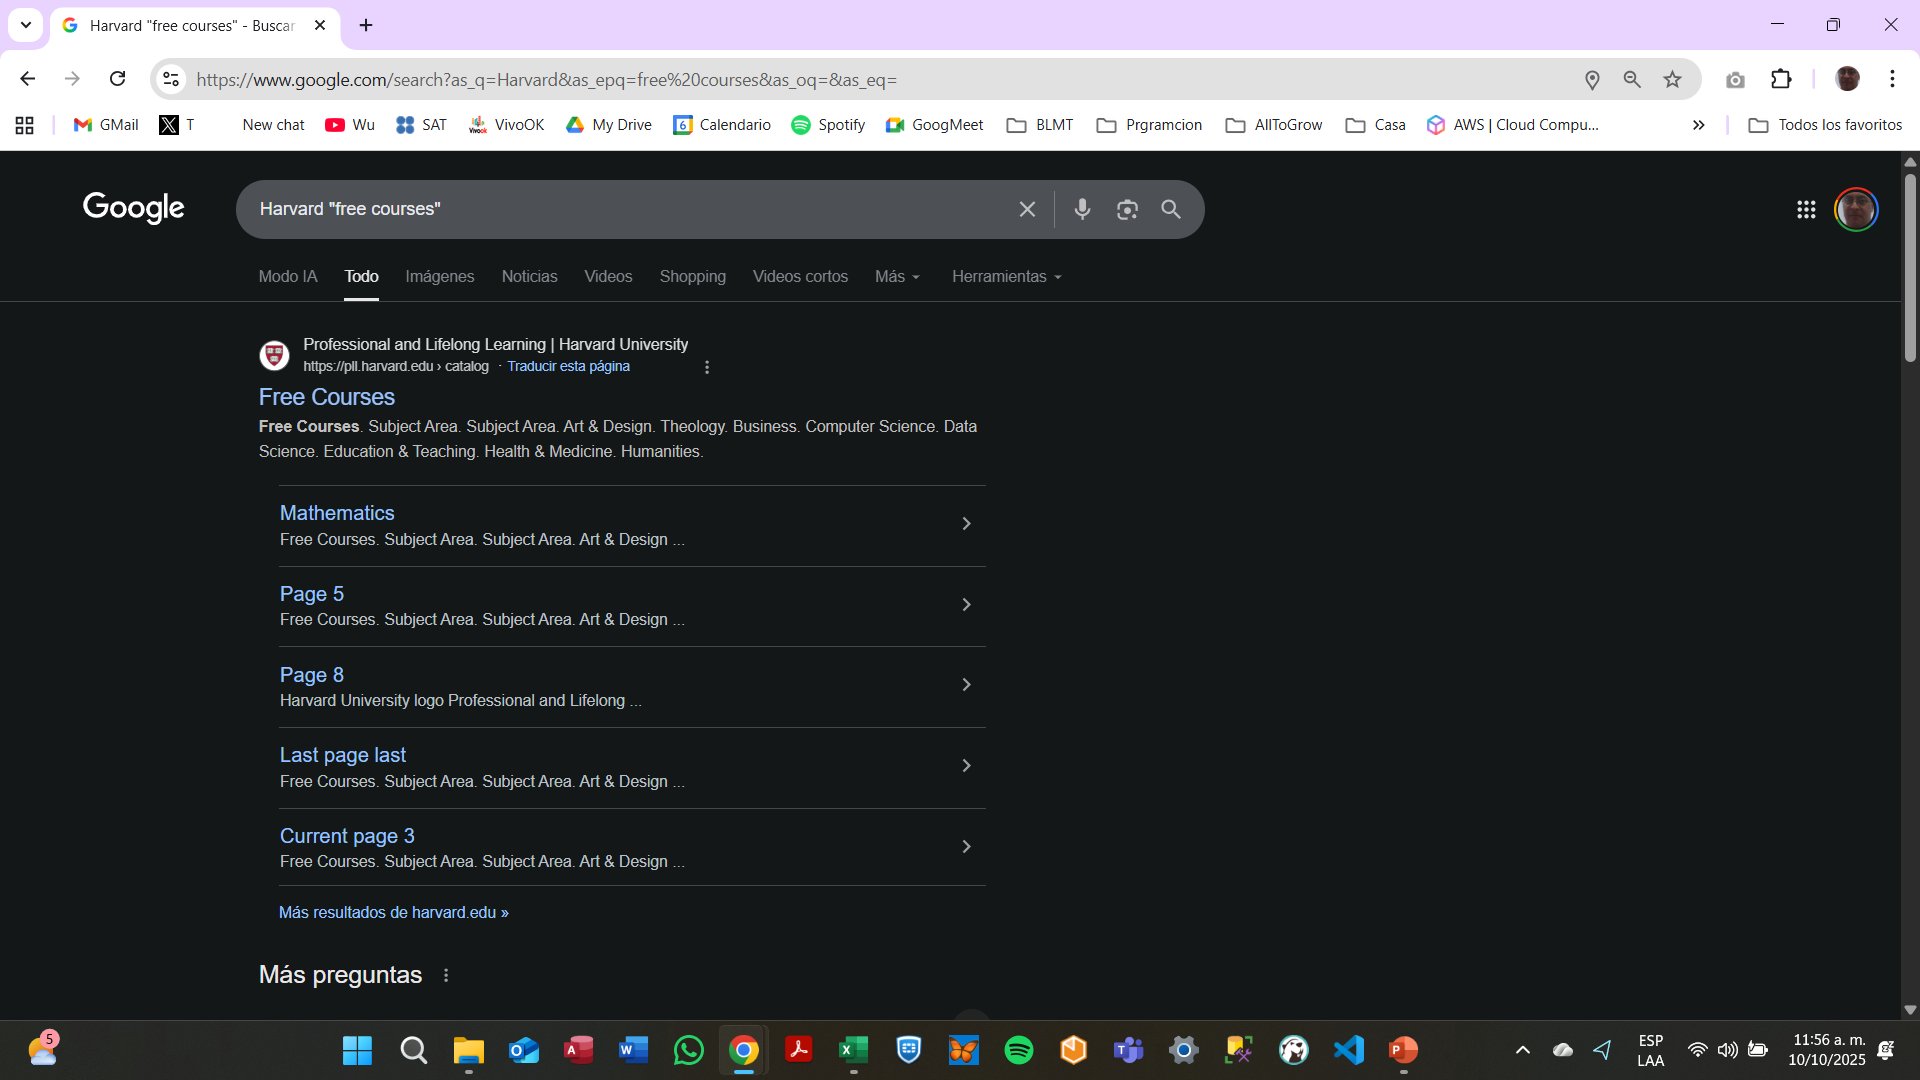 Harvard "free courses" - Buscar
https://www.google.com/search?as_q=Harvard&as_epq=free%20courses&as_oq=&as_eq=
GMail
T
New chat
Wu
SAT
VivoOK
My Drive
Calendario
Spotify
GoogMeet
BLMT
Prgramcion
AllToGrow
Casa
AWS | Cloud Compu...
Todos los favoritos
Google
Harvard "free courses"
Modo IA
Todo
Imágenes
Noticias
Videos
Shopping
Videos cortos
Más
Herramientas
Professional and Lifelong Learning | Harvard University
https://pll.harvard.edu › catalog · Traducir esta página
Free Courses
Free Courses. Subject Area. Subject Area. Art & Design. Theology. Business. Computer Science. Data
Science. Education & Teaching. Health & Medicine. Humanities.
Mathematics
Free Courses. Subject Area. Subject Area. Art & Design ...
Page 5
Free Courses. Subject Area. Subject Area. Art & Design ...
Page 8
Harvard University logo Professional and Lifelong ...
Last page last
Free Courses. Subject Area. Subject Area. Art & Design ...
Current page 3
Free Courses. Subject Area. Subject Area. Art & Design ...
Más resultados de harvard.edu »
Más preguntas
5
ESP
LAA
11:56 a. m.
10/10/2025